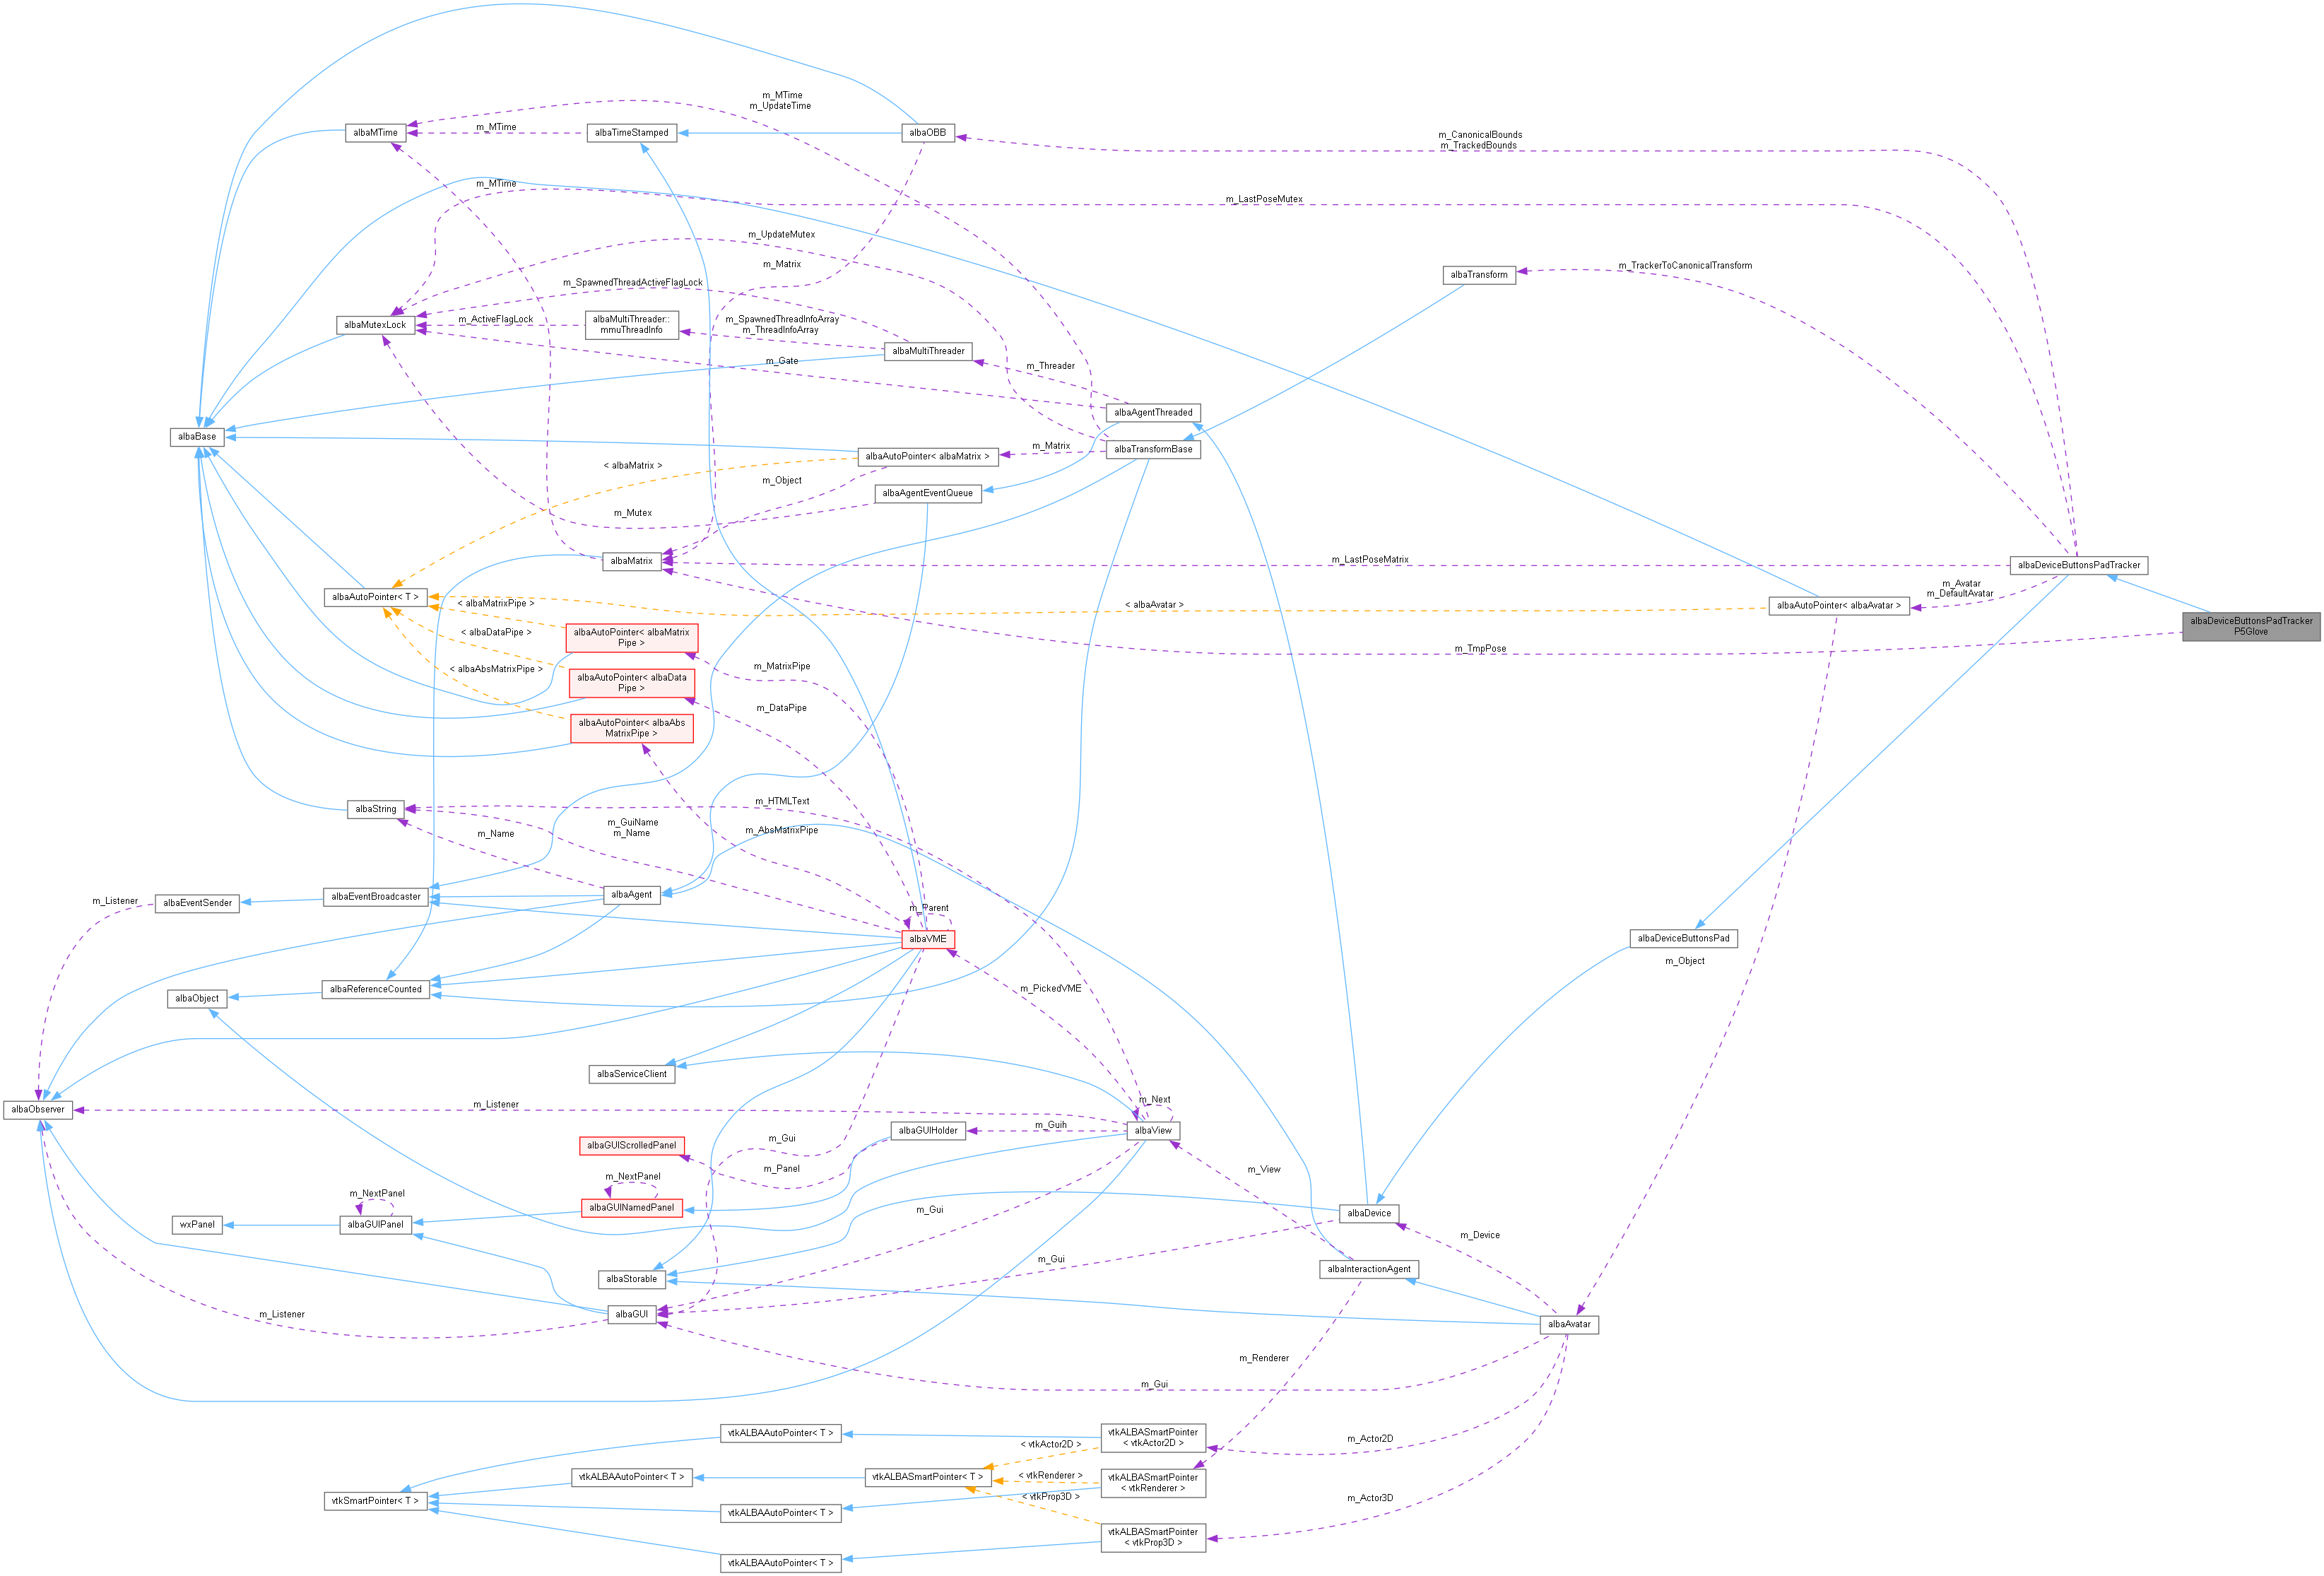 m_MTime
m_UpdateTime
albaMTime
m_MTime
albaTimeStamped
albaOBB
m_CanonicalBounds
m_TrackedBounds
m_MTime
m_LastPoseMutex
m_UpdateMutex
m_Matrix
m_TrackerToCanonicalTransform
albaTransform
m_SpawnedThreadActiveFlagLock
albaMutexLock
m_ActiveFlagLock
albaMultiThreader::
mmuThreadInfo
m_SpawnedThreadInfoArray
m_ThreadInfoArray
albaMultiThreader
m_Gate
m_Threader
albaAgentThreaded
albaBase
albaTransformBase
m_Matrix
albaAutoPointer< albaMatrix >
< albaMatrix >
m_Object
albaAgentEventQueue
m_Mutex
albaMatrix
m_LastPoseMatrix
albaDeviceButtonsPadTracker
albaAutoPointer< T >
< albaMatrixPipe >
< albaAvatar >
albaAutoPointer< albaAvatar >
m_Avatar
m_DefaultAvatar
albaDeviceButtonsPadTracker
P5Glove
albaAutoPointer< albaMatrix
Pipe >
< albaDataPipe >
m_TmpPose
< albaAbsMatrixPipe >
m_MatrixPipe
albaAutoPointer< albaData
Pipe >
m_DataPipe
albaAutoPointer< albaAbs
MatrixPipe >
albaString
m_HTMLText
m_Name
m_GuiName
m_Name
m_AbsMatrixPipe
albaEventSender
m_Listener
albaEventBroadcaster
albaAgent
m_Parent
albaVME
albaDeviceButtonsPad
m_Object
albaObject
albaReferenceCounted
m_PickedVME
albaServiceClient
albaObserver
m_Listener
m_Next
albaView
m_Guih
albaGUIHolder
albaGUIScrolledPanel
m_Gui
m_Panel
m_View
m_NextPanel
m_NextPanel
albaGUINamedPanel
wxPanel
albaGUIPanel
m_Gui
albaDevice
m_Device
m_Gui
albaStorable
albaInteractionAgent
albaGUI
m_Listener
albaAvatar
m_Renderer
m_Gui
vtkALBAAutoPointer< T >
vtkALBASmartPointer
< vtkActor2D >
m_Actor2D
< vtkActor2D >
vtkALBAAutoPointer< T >
vtkALBASmartPointer< T >
< vtkRenderer >
vtkALBASmartPointer
< vtkRenderer >
vtkSmartPointer< T >
vtkALBAAutoPointer< T >
< vtkProp3D >
m_Actor3D
vtkALBASmartPointer
< vtkProp3D >
vtkALBAAutoPointer< T >